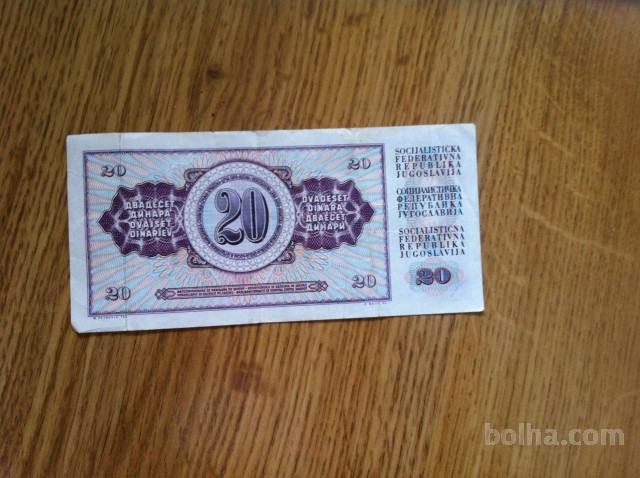 20
20
SOCIJALISTIČKA
FEDERATIVNA
REPUBLIKA
JUGOSLAVIJA
СОЦИЈАЛИСТИЧКА
ФЕДЕРАТИВНА
РЕПУБЛИКА
ЈУГОСЛАВИЈА
SOCIALISTIČNA
FEDERATIVNA
REPUBLIKA
JUGOSLAVIJA
ДВАДЕСЕТ
ДИНАРА
DVAJSET
DINARJEV
20
DVADESET
DINARA
ДВАЕСЕТ
ДИНАРИ
20
20
20
bolha.com